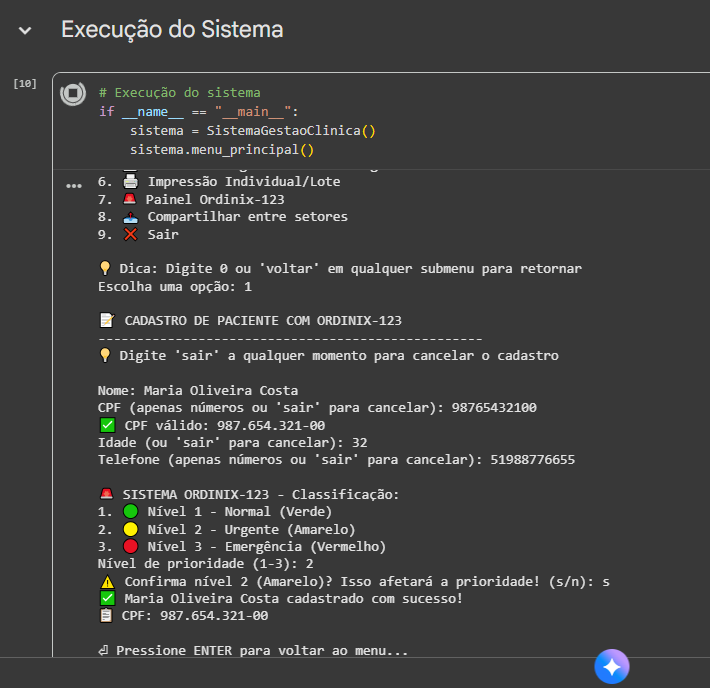 Execução do Sistema
[10]
# Execução do sistema
if __name__ == "__main__":
sistema = SistemaGestaoClinica()
sistema.menu_principal()
6. 🖨️ Impressão Individual/Lote
7. 🚨 Painel Ordinix-123
8. 📤 Compartilhar entre setores
9. ❌ Sair
💡 Dica: Digite 0 ou 'voltar' em qualquer submenu para retornar
Escolha uma opção: 1
📝 CADASTRO DE PACIENTE COM ORDINIX-123
--------------------------------------------------
💡 Digite 'sair' a qualquer momento para cancelar o cadastro
Nome: Maria Oliveira Costa
CPF (apenas números ou 'sair' para cancelar): 98765432100
✅ CPF válido: 987.654.321-00
Idade (ou 'sair' para cancelar): 32
Telefone (apenas números ou 'sair' para cancelar): 51988776655
🚨 SISTEMA ORDINIX-123 - Classificação:
1. 🟢 Nível 1 - Normal (Verde)
2. 🟡 Nível 2 - Urgente (Amarelo)
3. 🔴 Nível 3 - Emergência (Vermelho)
Nível de prioridade (1-3): 2
⚠️ Confirma nível 2 (Amarelo)? Isso afetará a prioridade! (s/n): s
✅ Maria Oliveira Costa cadastrado com sucesso!
📋 CPF: 987.654.321-00
⏎ Pressione ENTER para voltar ao menu...